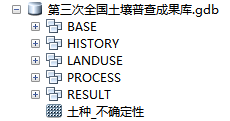 第三次全国土壤普查成果库.gdb
BASE
HISTORY
LANDUSE
PROCESS
RESULT
土种_不确定性